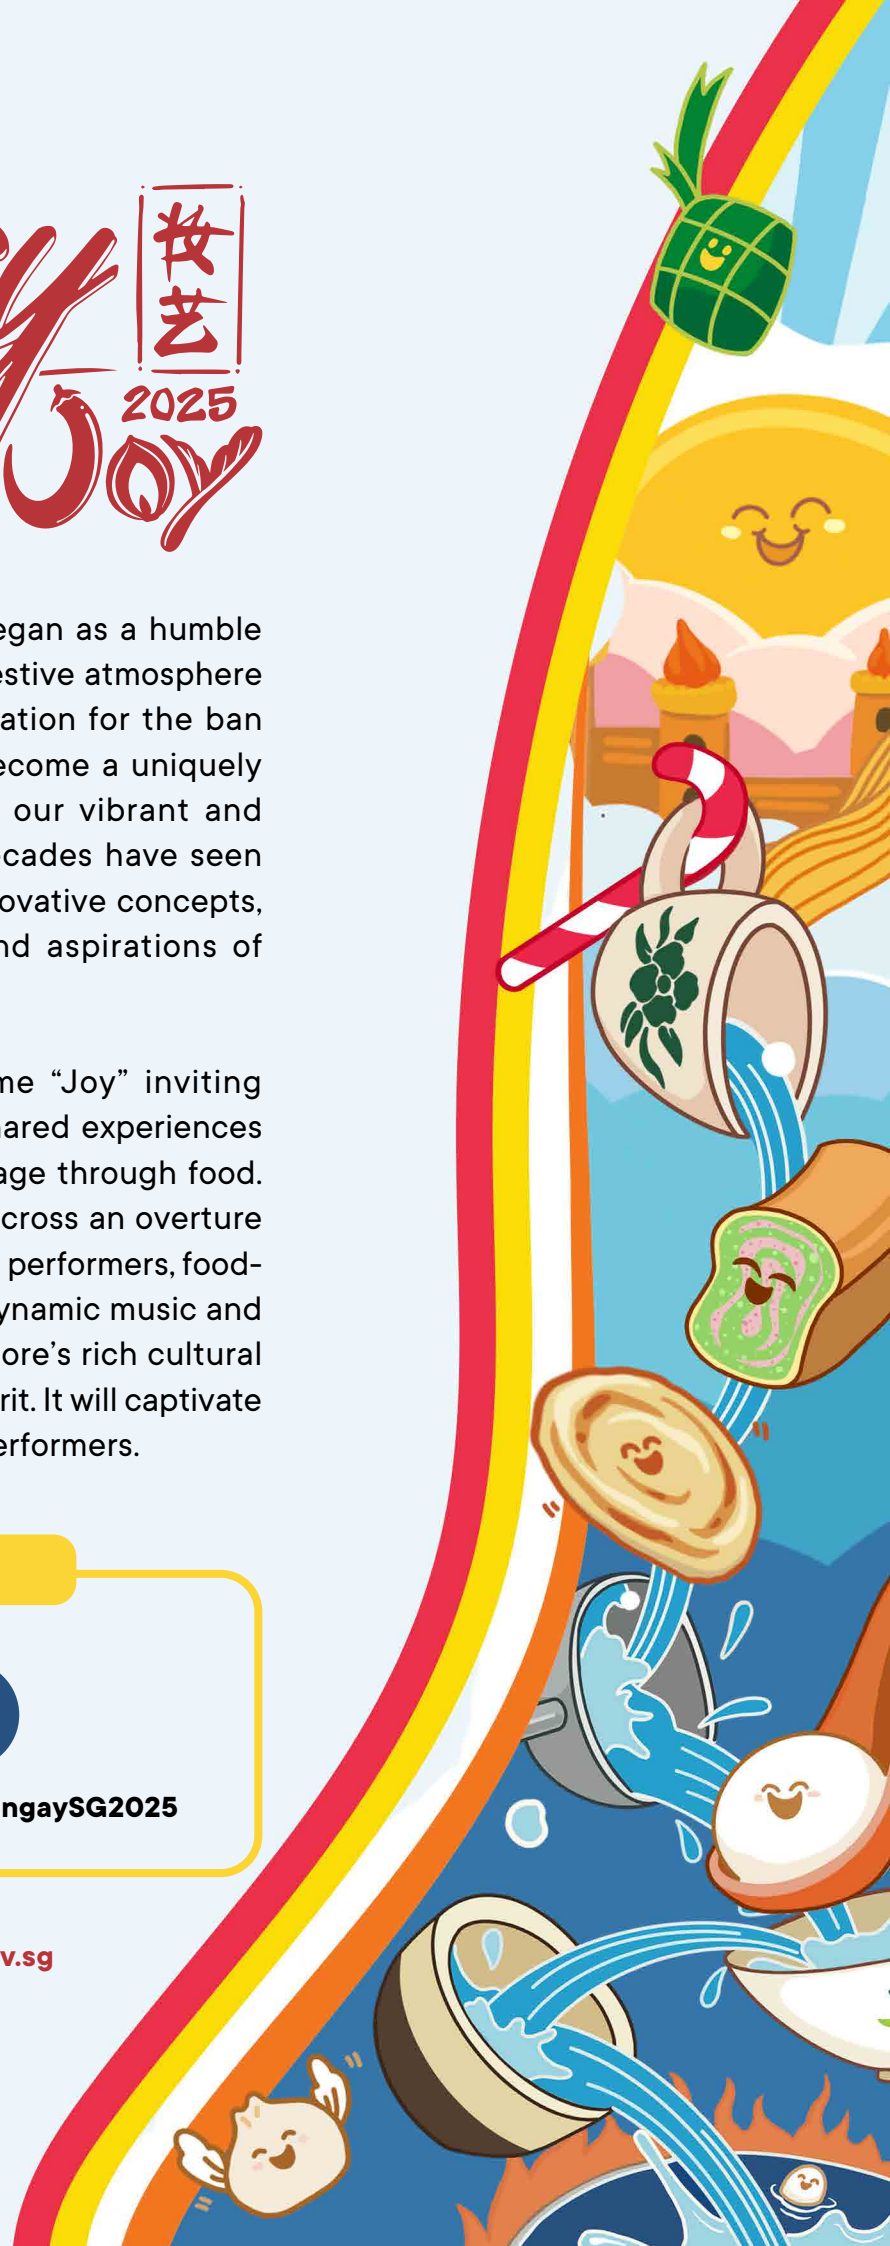 y
妆
艺
2025
Joy
egan as a humble
estive atmosphere
ation for the ban
ecome a uniquely
our vibrant and
cades have seen
ovative concepts,
nd aspirations of
me “Joy” inviting
ared experiences
age through food.
cross an overture
performers, food-
ynamic music and
ore’s rich cultural
rit. It will captivate
erformers.
ngaySG2025
v.sg